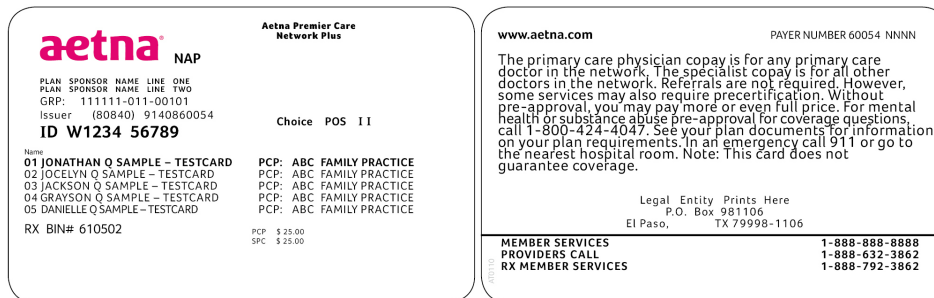 aetna®
NAP
Aetna Premier Care
Network Plus
PLAN SPONSOR NAME LINE ONE
PLAN SPONSOR NAME LINE TWO
GRP: 111111-011-00101
Issuer (80840) 9140860054
ID W1234 56789
Choice POS II
Name
01 JONATHAN Q SAMPLE – TESTCARD PCP: ABC FAMILY PRACTICE
02 JOCELYN Q SAMPLE – TESTCARD PCP: ABC FAMILY PRACTICE
03 JACKSON Q SAMPLE – TESTCARD PCP: ABC FAMILY PRACTICE
04 GRAYSON Q SAMPLE – TESTCARD PCP: ABC FAMILY PRACTICE
05 DANIELLE Q SAMPLE – TESTCARD PCP: ABC FAMILY PRACTICE
RX BIN# 610502
PCP $ 25.00
SPC $ 25.00
www.aetna.com PAYER NUMBER 60054 NNNN
The primary care physician copay is for any primary care
doctor in the network. The specialist copay is for all other
doctors in the network. Referrals are not required. However,
some services may also require precertification. Without
pre-approval, you may pay more or even full price. For mental
health or substance abuse pre-approval for coverage questions,
call 1-800-424-4047. See your plan documents for information
on your plan requirements. In an emergency call 911 or go to
the nearest hospital room. Note: This card does not
guarantee coverage.
Legal Entity Prints Here
P.O. Box 981106
El Paso, TX 79998-1106
MEMBER SERVICES 1-888-888-8888
PROVIDERS CALL 1-888-632-3862
RX MEMBER SERVICES 1-888-792-3862